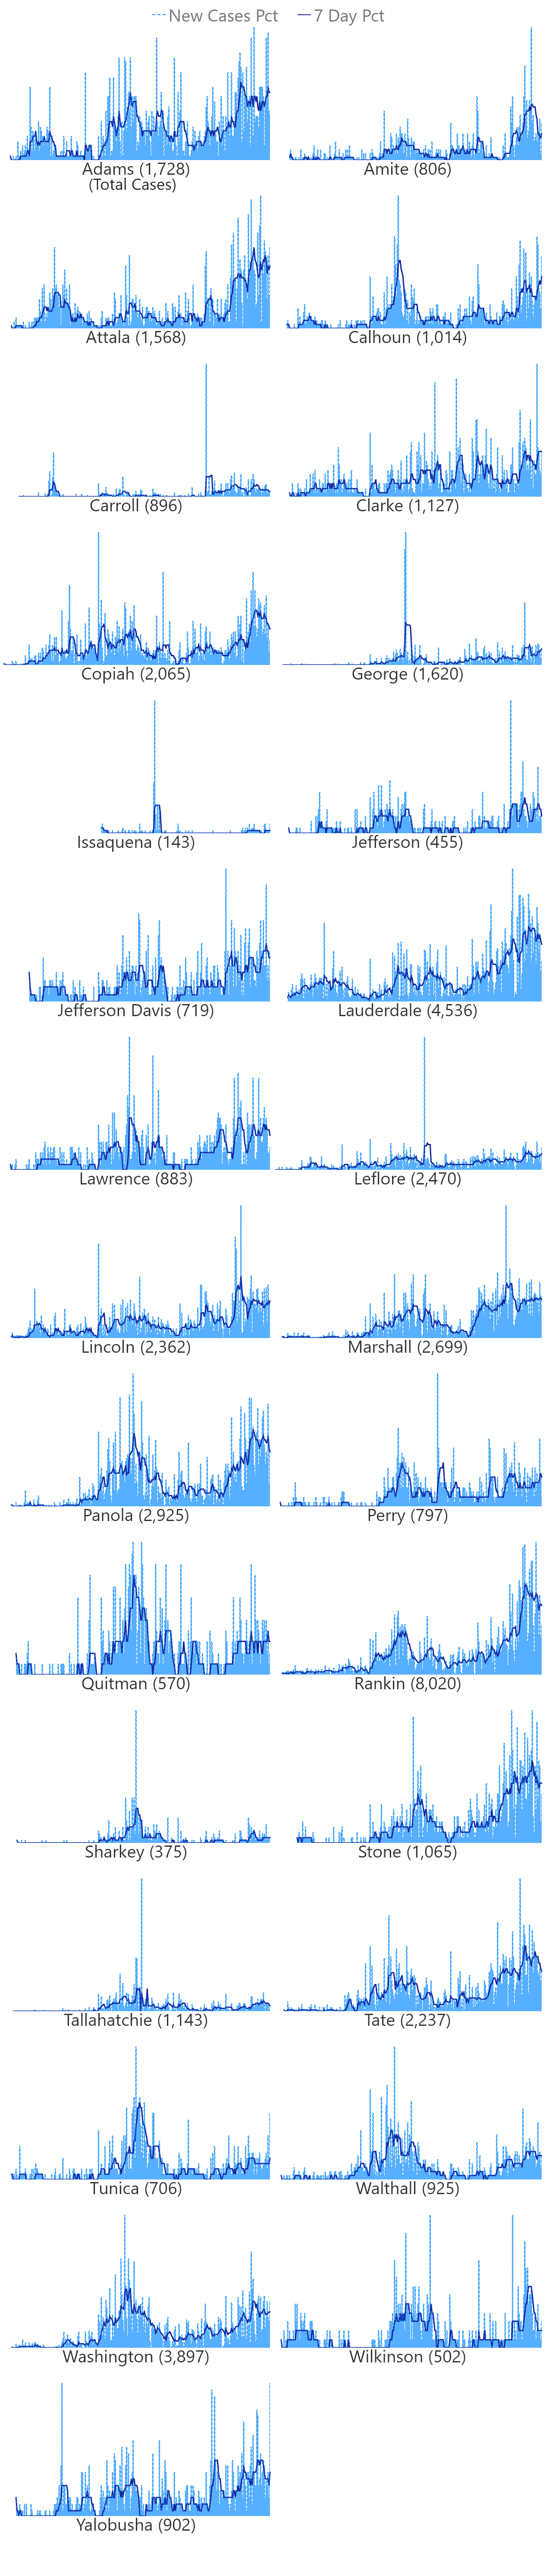 New Cases Pct 7 Day Pct
Adams (1,728) Amite (806)
(Total Cases)
Attala (1,568) Calhoun (1,014)
Carroll (896) Clarke (1,127)
Copiah (2,065) George (1,620)
Issaquena (143) Jefferson (455)
Jefferson Davis (719) Lauderdale (4,536)
Lawrence (883) Leflore (2,470)
Lincoln (2,362) Marshall (2,699)
Panola (2,925) Perry (797)
Quitman (570) Rankin (8,020)
Sharkey (375) Stone (1,065)
Tallahatchie (1,143) Tate (2,237)
Tunica (706) Walthall (925)
Washington (3,897) Wilkinson (502)
Yalobusha (902)